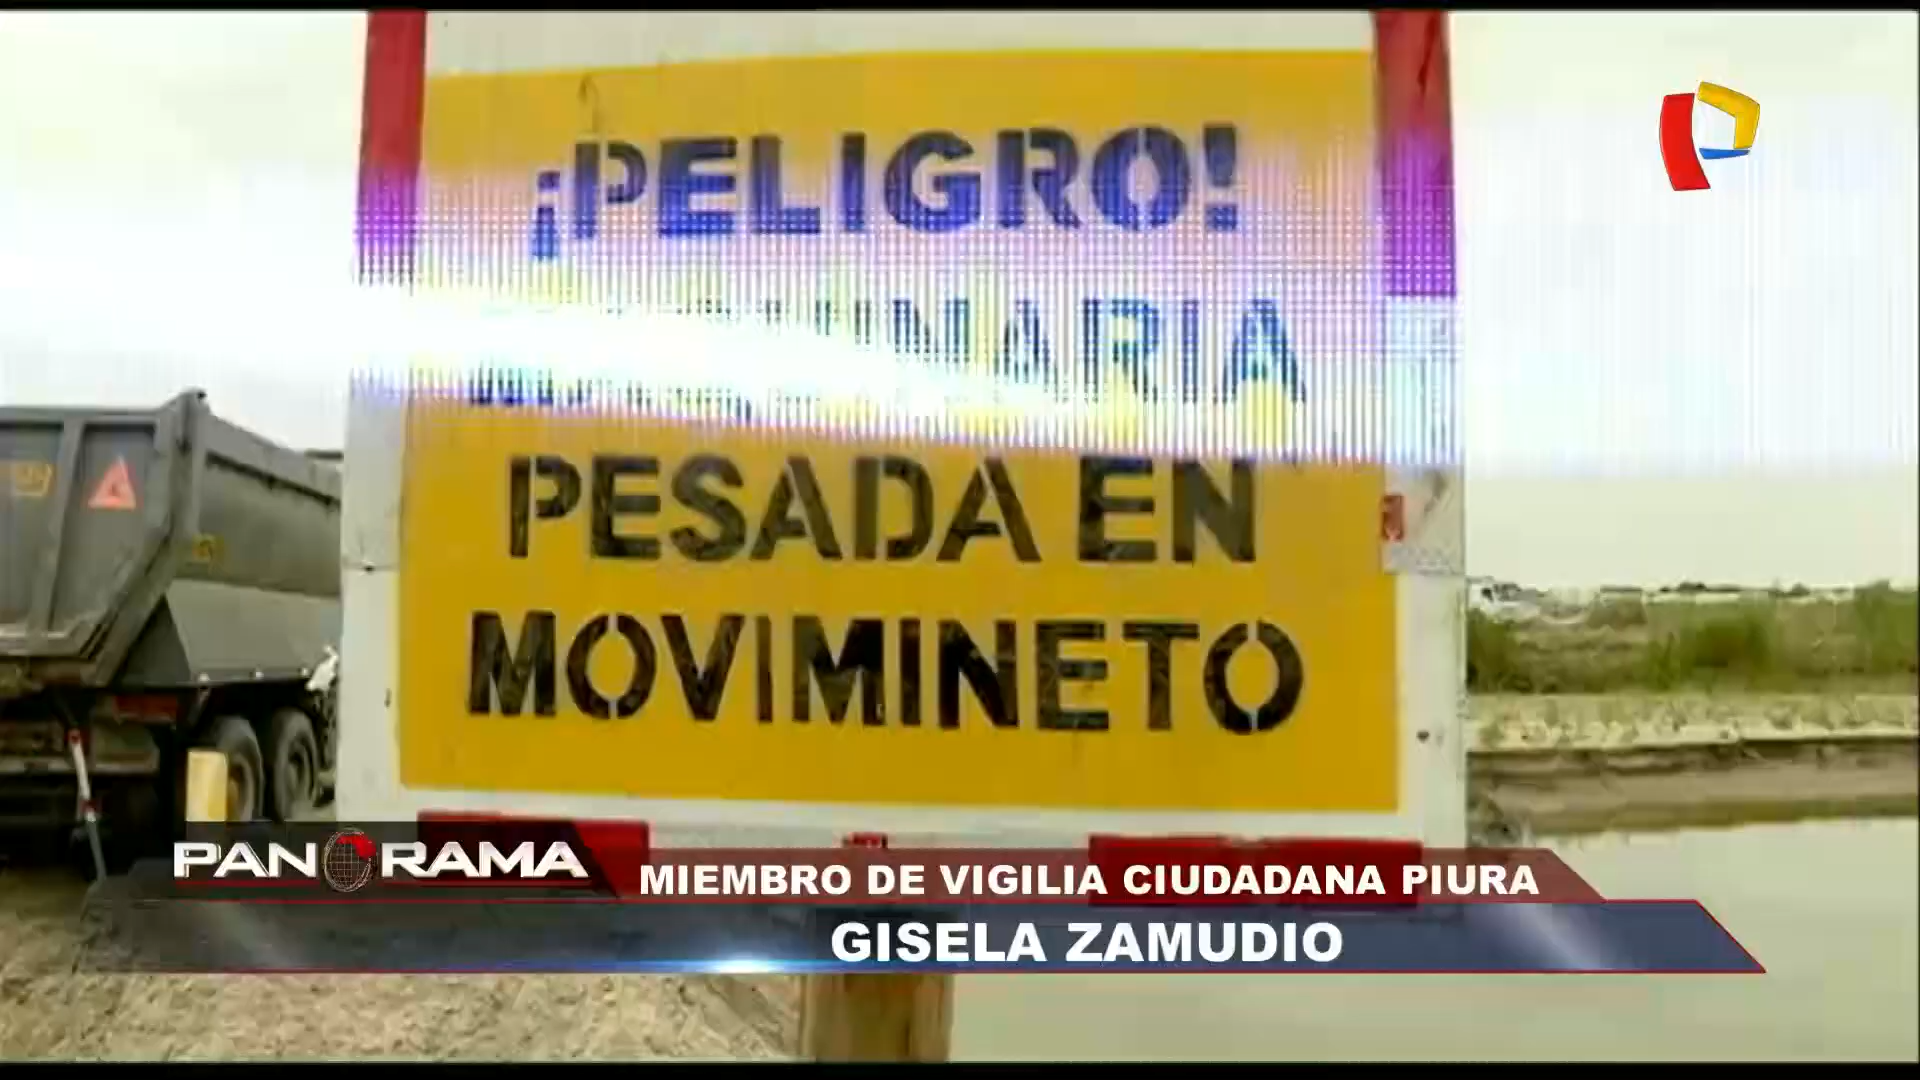 ¡PELIGRO!
PESADA EN
MOVIMINETO
PANORAMA
MIEMBRO DE VIGILIA CIUDADANA PIURA
GISELA ZAMUDIO